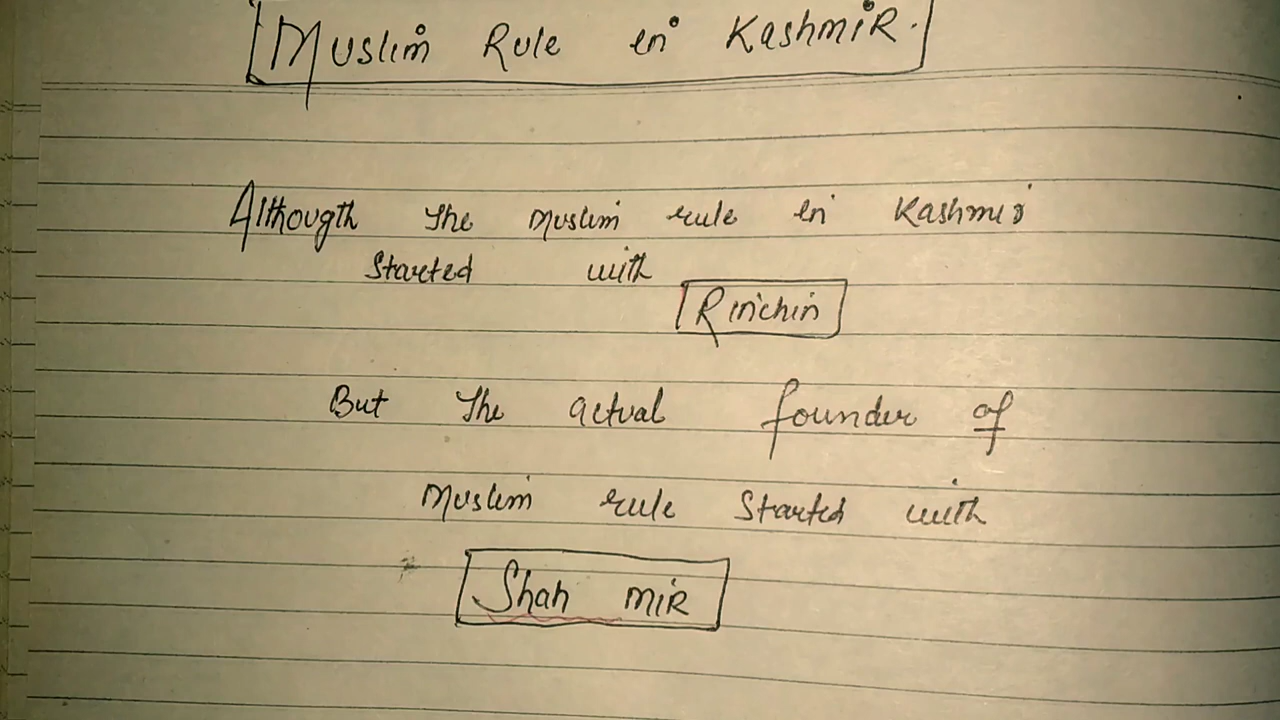 Muslim Rule in Kashmir.
Althougth the Muslim rule in Kashmir
started with
Rinchin
But the actual founder of
Muslim rule started with
Shah MIR